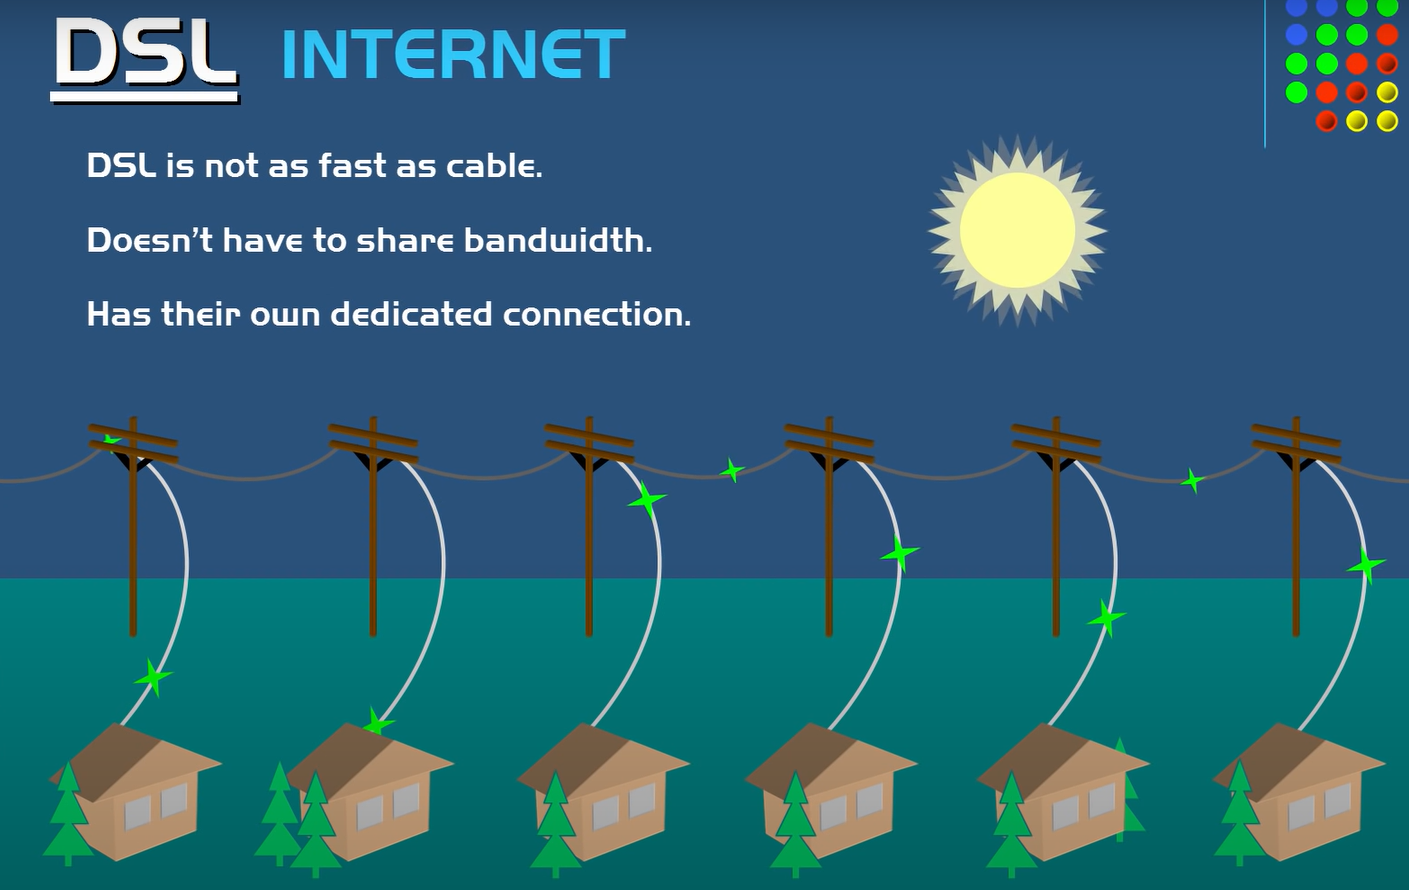 DSL INTERNET
DSL is not as fast as cable.
Doesn't have to share bandwidth.
Has their own dedicated connection.